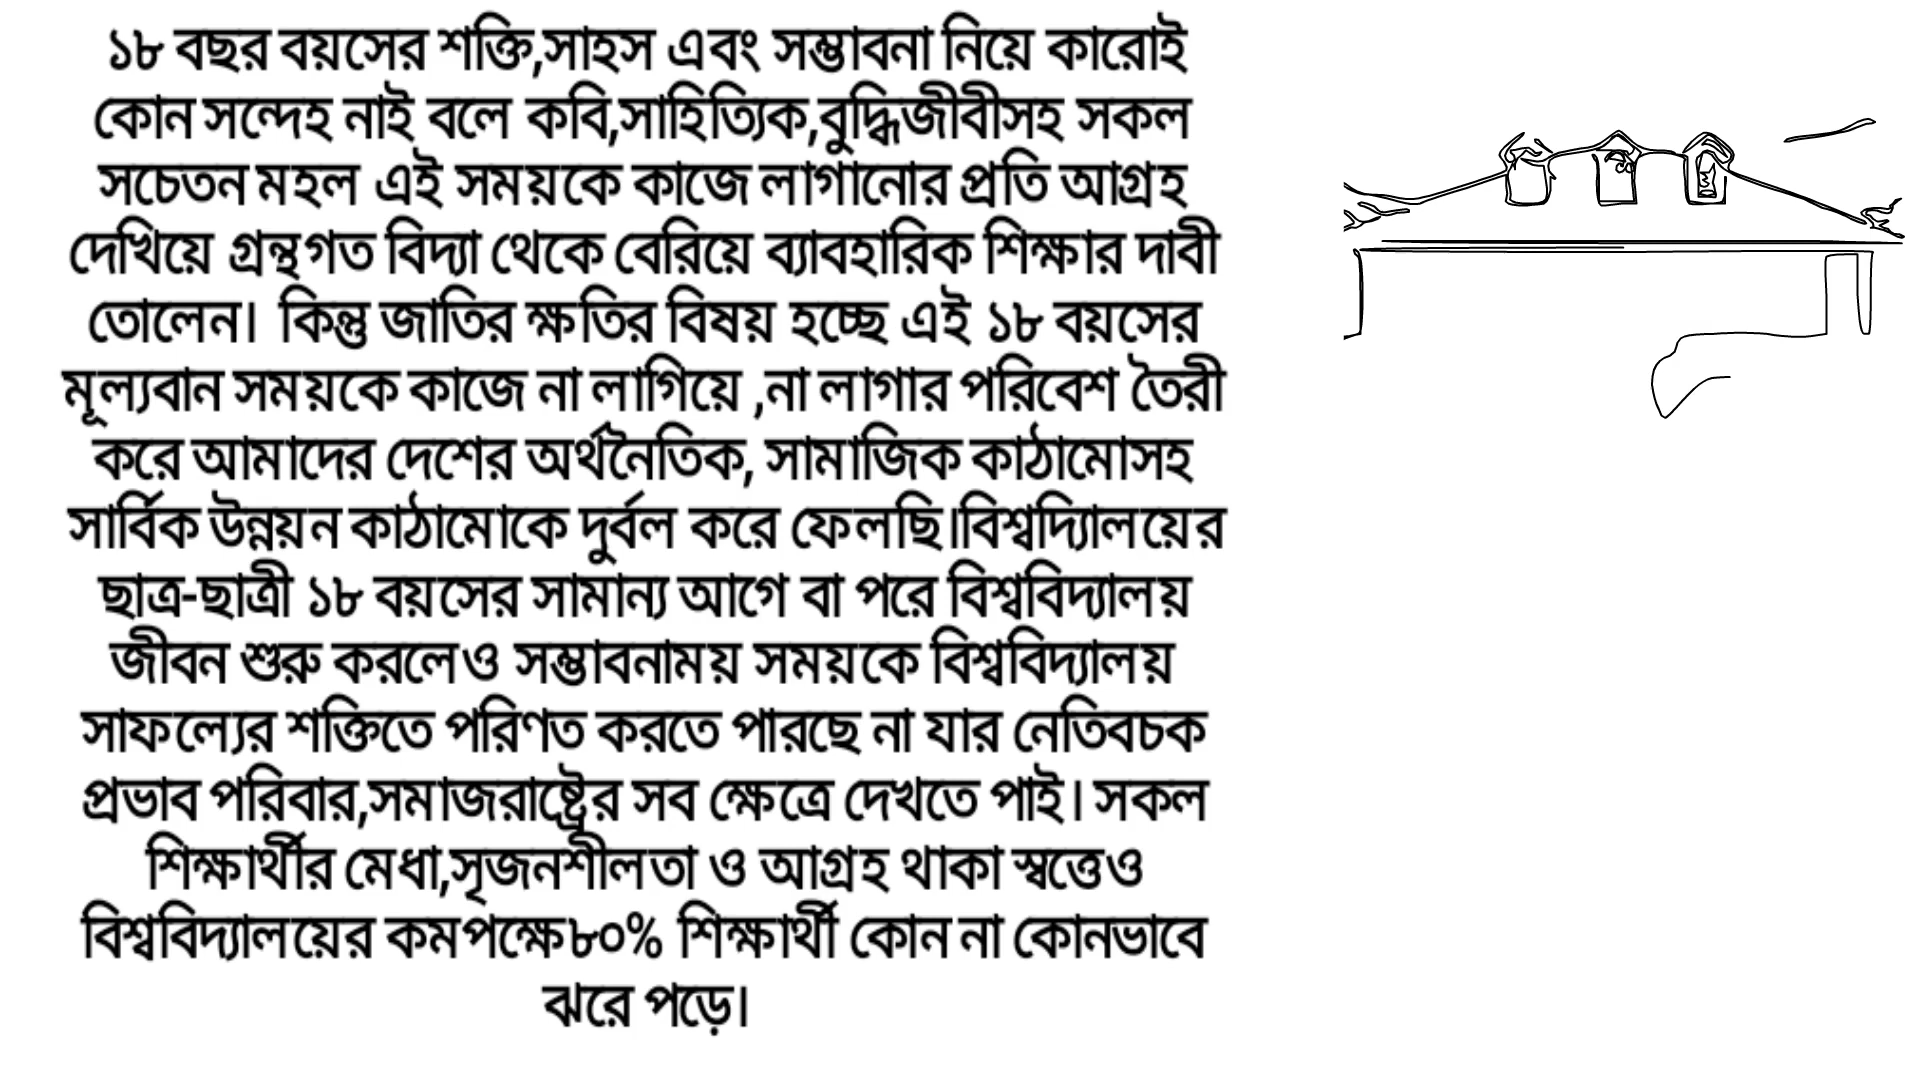 ১৮ বছর বয়সের শক্তি,সাহস এবং সম্ভাবনা নিয়ে কারোই
কোন সন্দেহ নাই বলে কবি,সাহিত্যিক,বুদ্ধিজীবীসহ সকল
সচেতন মহল এই সময়কে কাজে লাগানোর প্রতি আগ্রহ
দেখিয়ে গ্রন্থগত বিদ্যা থেকে বেরিয়ে ব্যাবহারিক শিক্ষার দাবী
তোলেন। কিন্তু জাতির ক্ষতির বিষয় হচ্ছে এই ১৮ বয়সের
মূল্যবান সময়কে কাজে না লাগিয়ে ,না লাগার পরিবেশ তৈরী
করে আমাদের দেশের অর্থনৈতিক, সামাজিক কাঠামোসহ
সার্বিক উন্নয়ন কাঠামোকে দুর্বল করে ফেলছি।বিশ্বদ্যিালয়ের
ছাত্র-ছাত্রী ১৮ বয়সের সামান্য আগে বা পরে বিশ্ববিদ্যালয়
জীবন শুরু করলেও সম্ভাবনাময় সময়কে বিশ্ববিদ্যালয়
সাফল্যের শক্তিতে পরিণত করতে পারছে না যার নেতিবচক
প্রভাব পরিবার,সমাজরাষ্ট্রের সব ক্ষেত্রে দেখতে পাই। সকল
শিক্ষার্থীর মেধা,সৃজনশীলতা ও আগ্রহ থাকা স্বত্তেও
বিশ্ববিদ্যালয়ের কমপক্ষে৮০% শিক্ষার্থী কোন না কোনভাবে
ঝরে পড়ে।